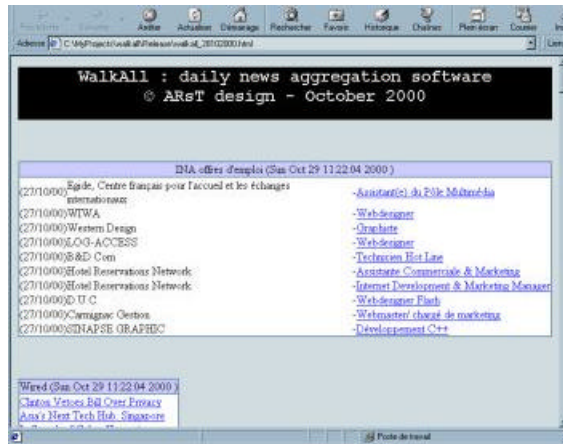 Arrêter Actualiser Démarrage Rechercher Favoris Historique Chaînes Plein écran Courrier
Adresse C:\MyProjects\walkall\Release\walkall_28102000.html
WalkAll : daily news aggregation software
© ARsT design - October 2000
INA offres d'emploi (Sun Oct 29 11:22:04 2000 )
(27/10/00) Egide, Centre français pour l'accueil et les échanges internationaux -Assistant(e) du Pôle Multimédia
(27/10/00)WTWA -Webdesigner
(27/10/00)Western Design -Graphiste
(27/10/00)LOG-ACCESS -Webdesigner
(27/10/00)B&D Com -Technicien Hot Line
(27/10/00)Hotel Reservations Network -Assistante Commerciale & Marketing
(27/10/00)Hotel Reservations Network -Internet Development & Marketing Manager
(27/10/00)D U C -Webdesigner Flash
(27/10/00)Carmignac Gestion -Webmaster/ chargé de marketing
(27/10/00)SINAPSE GRAPHIC -Développement C++
Wired (Sun Oct 29 11:22:04 2000 )
Clinton Vetoes Bill Over Privacy
Asia's Next Tech Hub: Singapore
Poste de travail